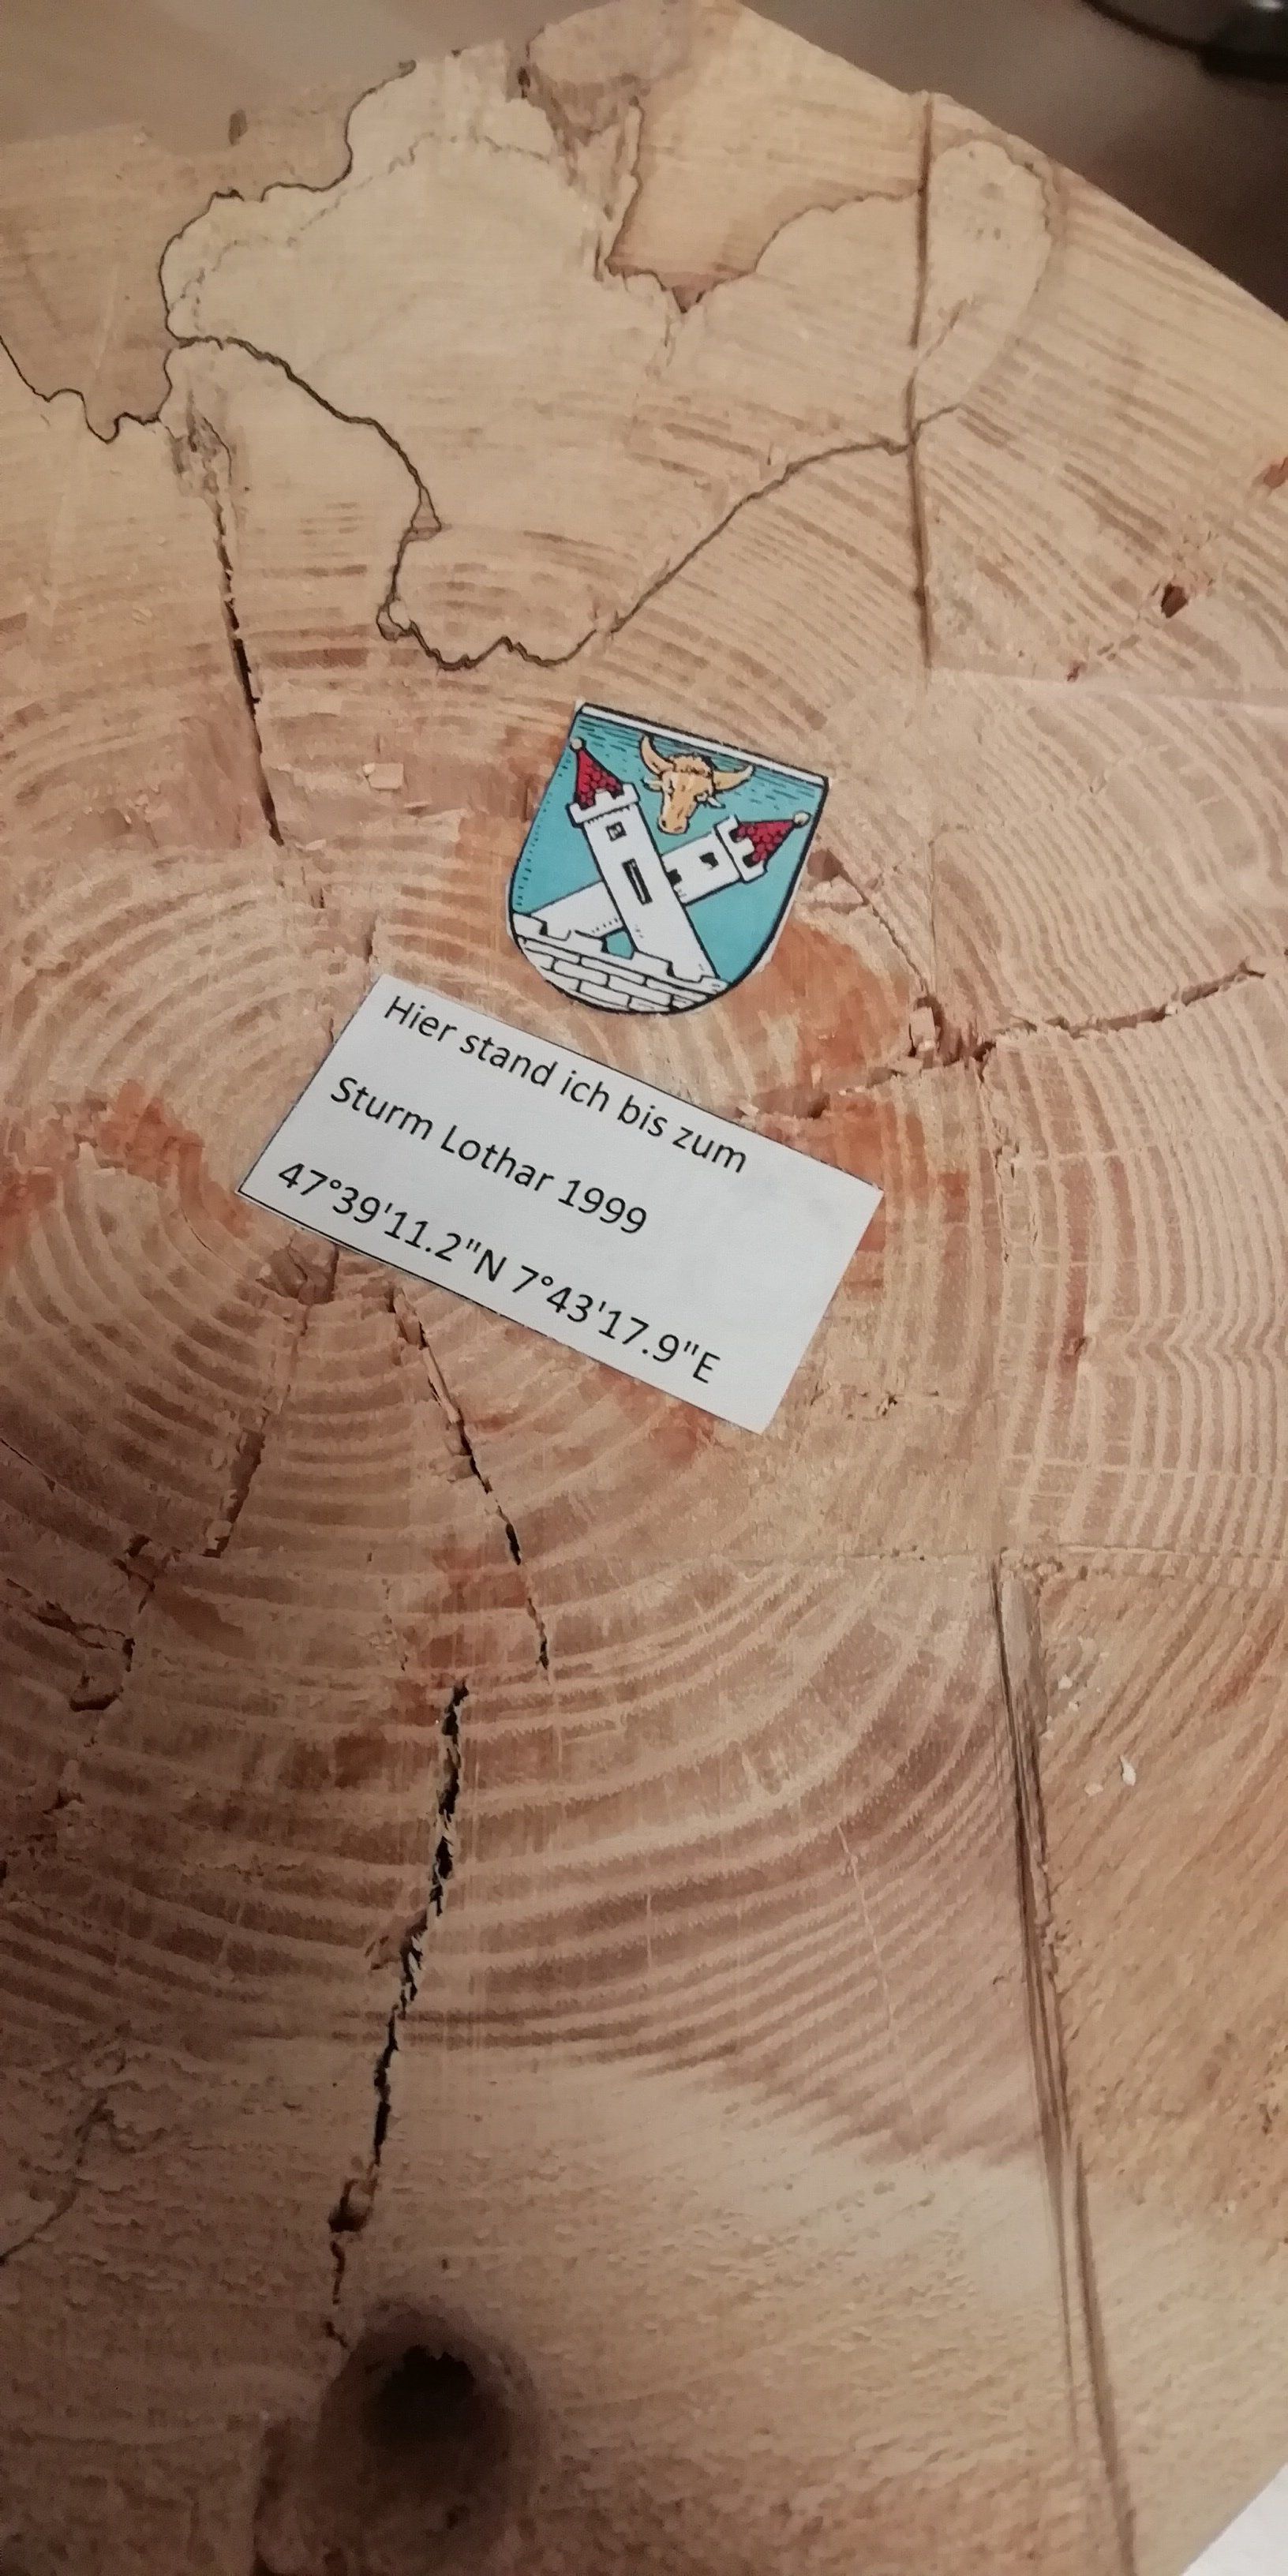 Hier stand ich bis zum
Sturm Lothar 1999
47°39'11.2"N 7°43'17.9"E